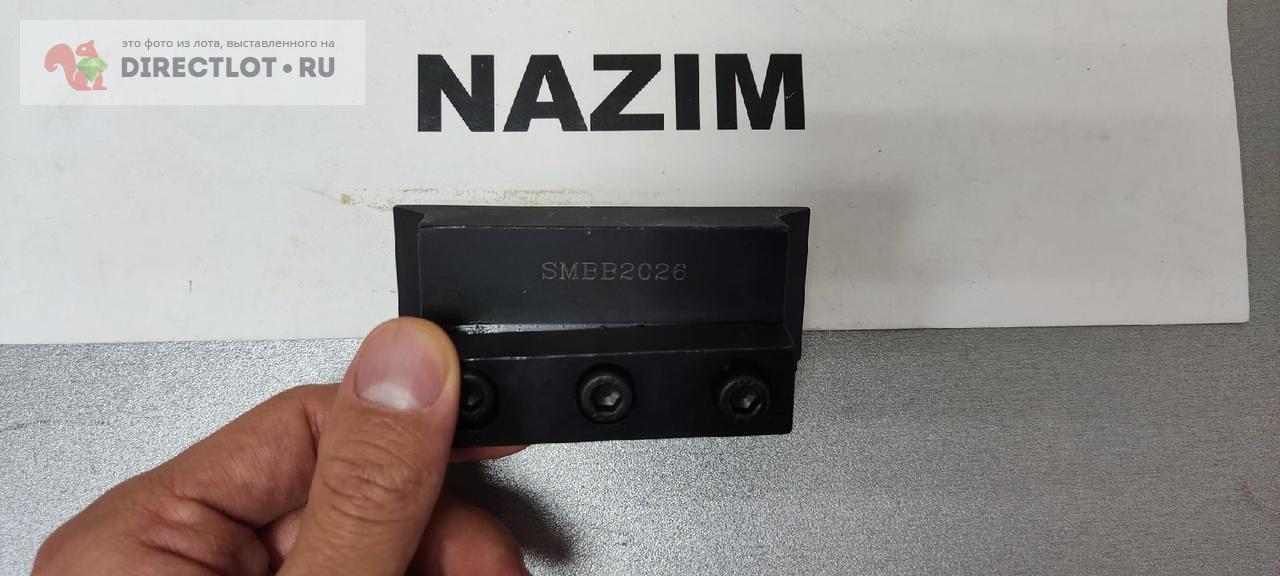 это фото из лота, выставленного на
DIRECTLOT•RU
NAZIM
SMBB2026